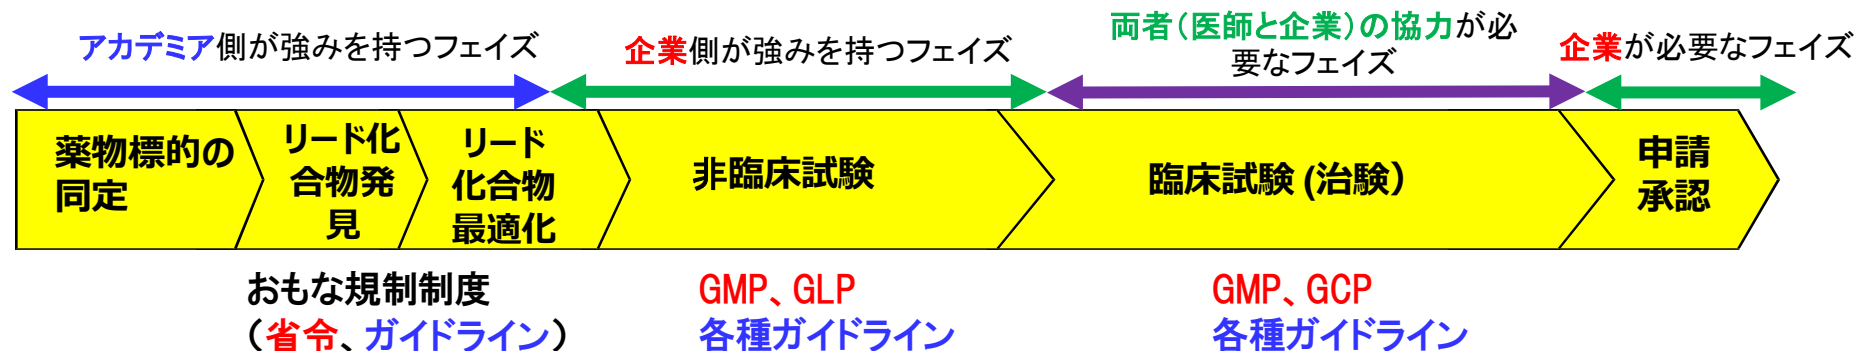 アカデミア側が強みを持つフェイズ
企業側が強みを持つフェイズ
両者（医師と企業）の協力が必
要なフェイズ
企業が必要なフェイズ
薬物標的の
同定
リード化
合物発
見
リード
化合物
最適化
非臨床試験
臨床試験 (治験）
申請
承認
おもな規制制度
（省令、ガイドライン）
GMP、GLP
各種ガイドライン
GMP、GCP
各種ガイドライン